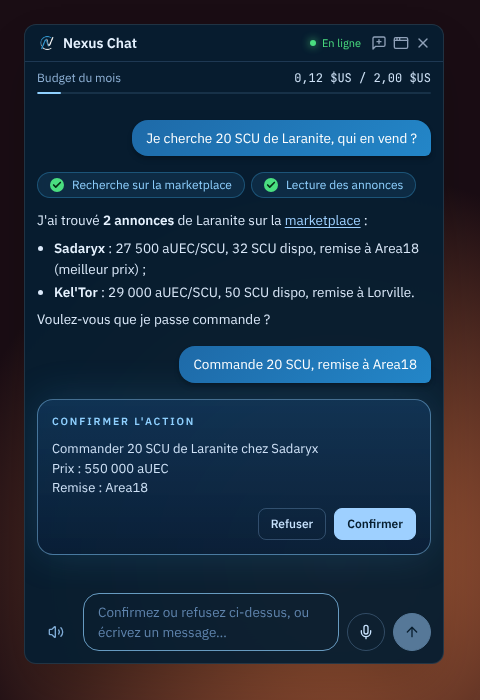 Nexus Chat
En ligne
Budget du mois
0,12 $US / 2,00 $US
Je cherche 20 SCU de Laranite, qui en vend ?
Recherche sur la marketplace
Lecture des annonces
J'ai trouvé 2 annonces de Laranite sur la marketplace :
• Sadaryx : 27 500 aUEC/SCU, 32 SCU dispo, remise à Area18
(meilleur prix) ;
• Kel'Tor : 29 000 aUEC/SCU, 50 SCU dispo, remise à Lorville.
Voulez-vous que je passe commande ?
Commande 20 SCU, remise à Area18
CONFIRMER L'ACTION
Commander 20 SCU de Laranite chez Sadaryx
Prix : 550 000 aUEC
Remise : Area18
Refuser
Confirmer
Confirmez ou refusez ci-dessus, ou
écrivez un message...